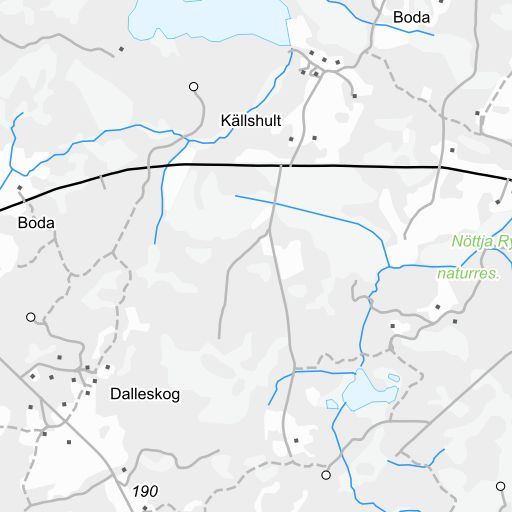 Boda
Källshult
Boda
Nöttja Ry
naturres.
Dalleskog
190